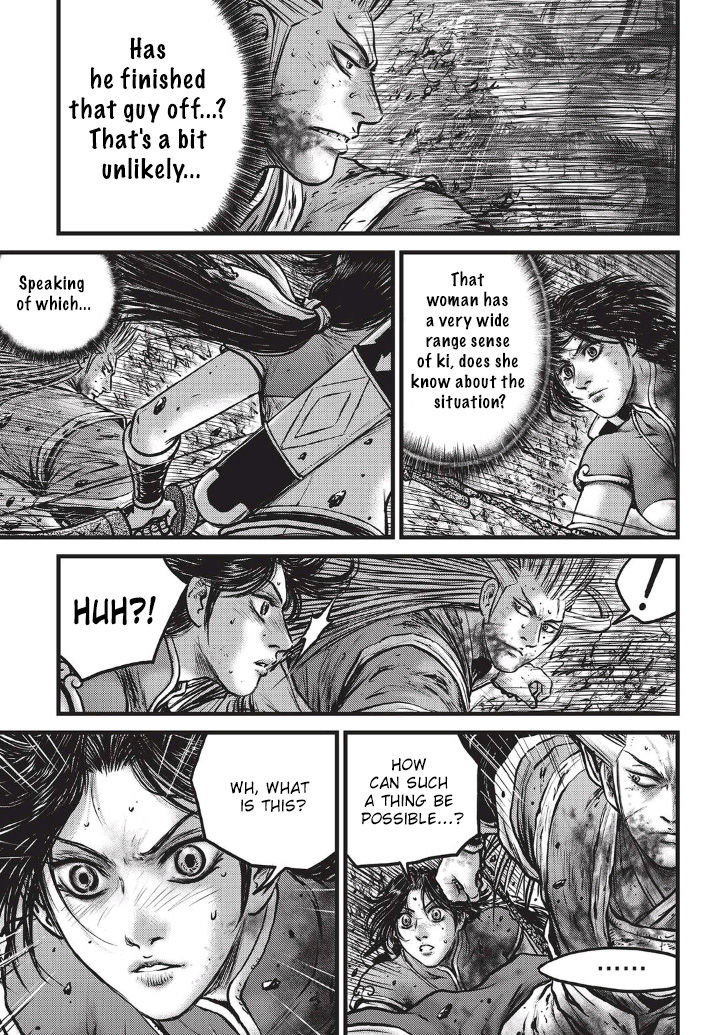 Has
he finished
that guy off...?
That's a bit
unlikely...
Speaking
of which...
That
woman has
a very wide
range sense
of ki, does she
know about the
situation?
HUH?!
!
WH, WHAT
IS THIS?
HOW
CAN SUCH
A THING BE
POSSIBLE...?
......